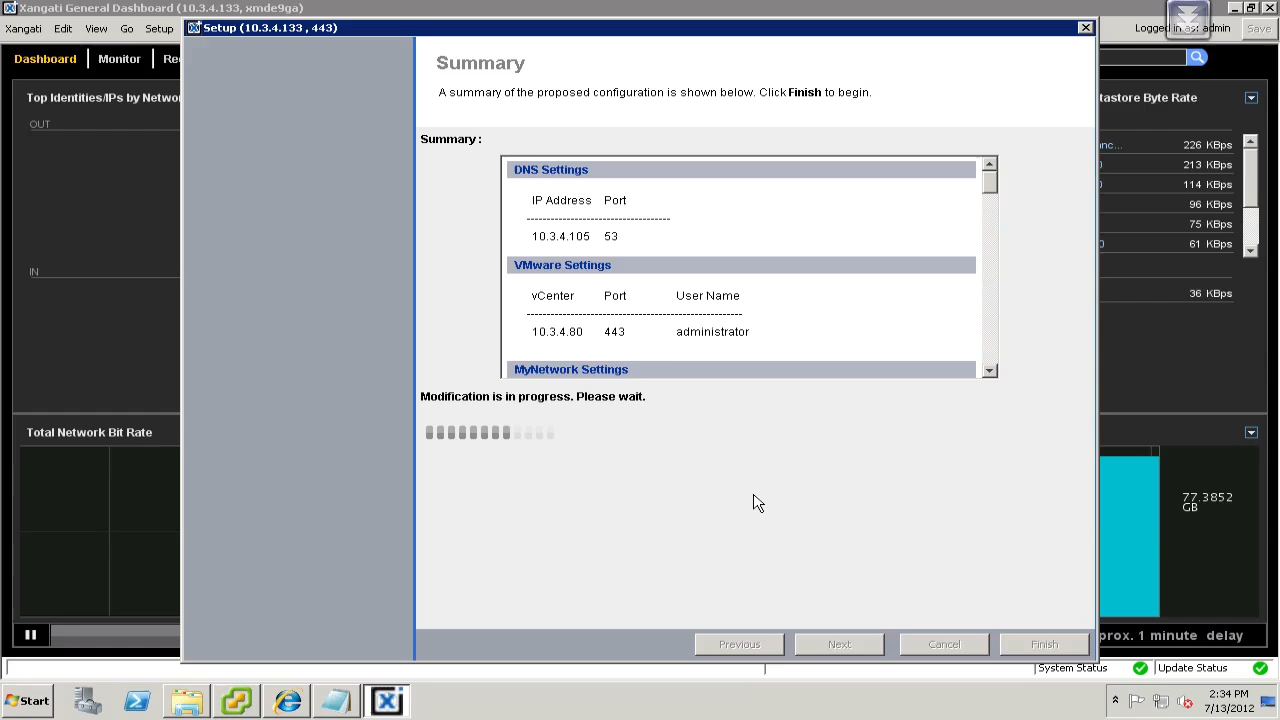 Xangati General Dashboard (10.3.4.133, xmde9ga)
Xangati Edit View Go Setup
Logged in as: admin Save
Setup (10.3.4.133 , 443)
Dashboard Monitor
Summary
A summary of the proposed configuration is shown below. Click Finish to begin.
Top Identities/IPs by
OUT
IN
Byte Rate
226 KBps
213 KBps
114 KBps
96 KBps
75 KBps
61 KBps
36 KBps
Summary :
DNS Settings
IP Address Port
10.3.4.105 53
VMware Settings
vCenter Port User Name
10.3.4.80 443 administrator
MyNetwork Settings
Modification is in progress. Please wait.
Total Network Bit Rate
77.3852
GB
Previous Next Cancel Finish
1 minute delay
System Status Update Status
Start
2:34 PM
7/13/2012